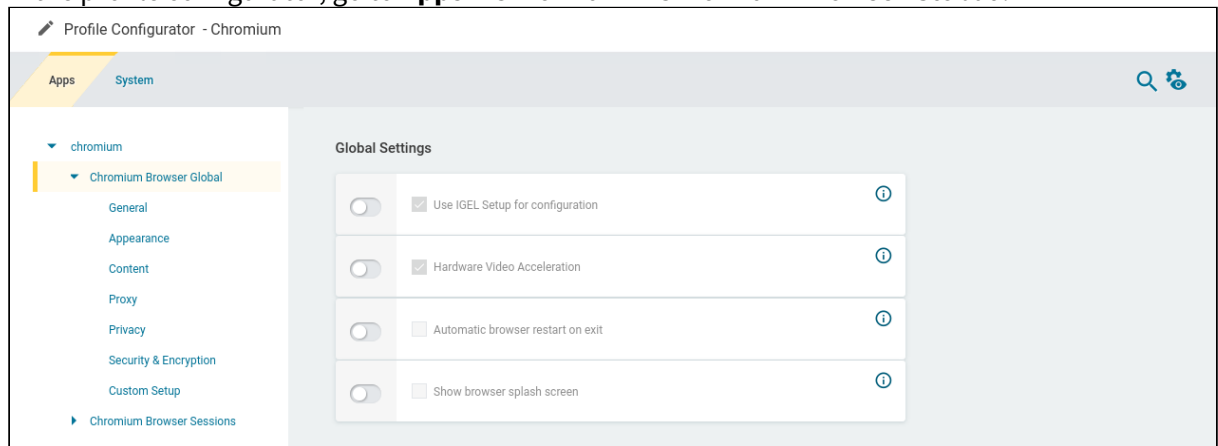 Profile Configurator - Chromium
Apps
System
chromium
Chromium Browser Global
General
Appearance
Content
Proxy
Privacy
Security & Encryption
Custom Setup
Chromium Browser Sessions
Global Settings
Use IGEL Setup for configuration
Hardware Video Acceleration
Automatic browser restart on exit
Show browser splash screen